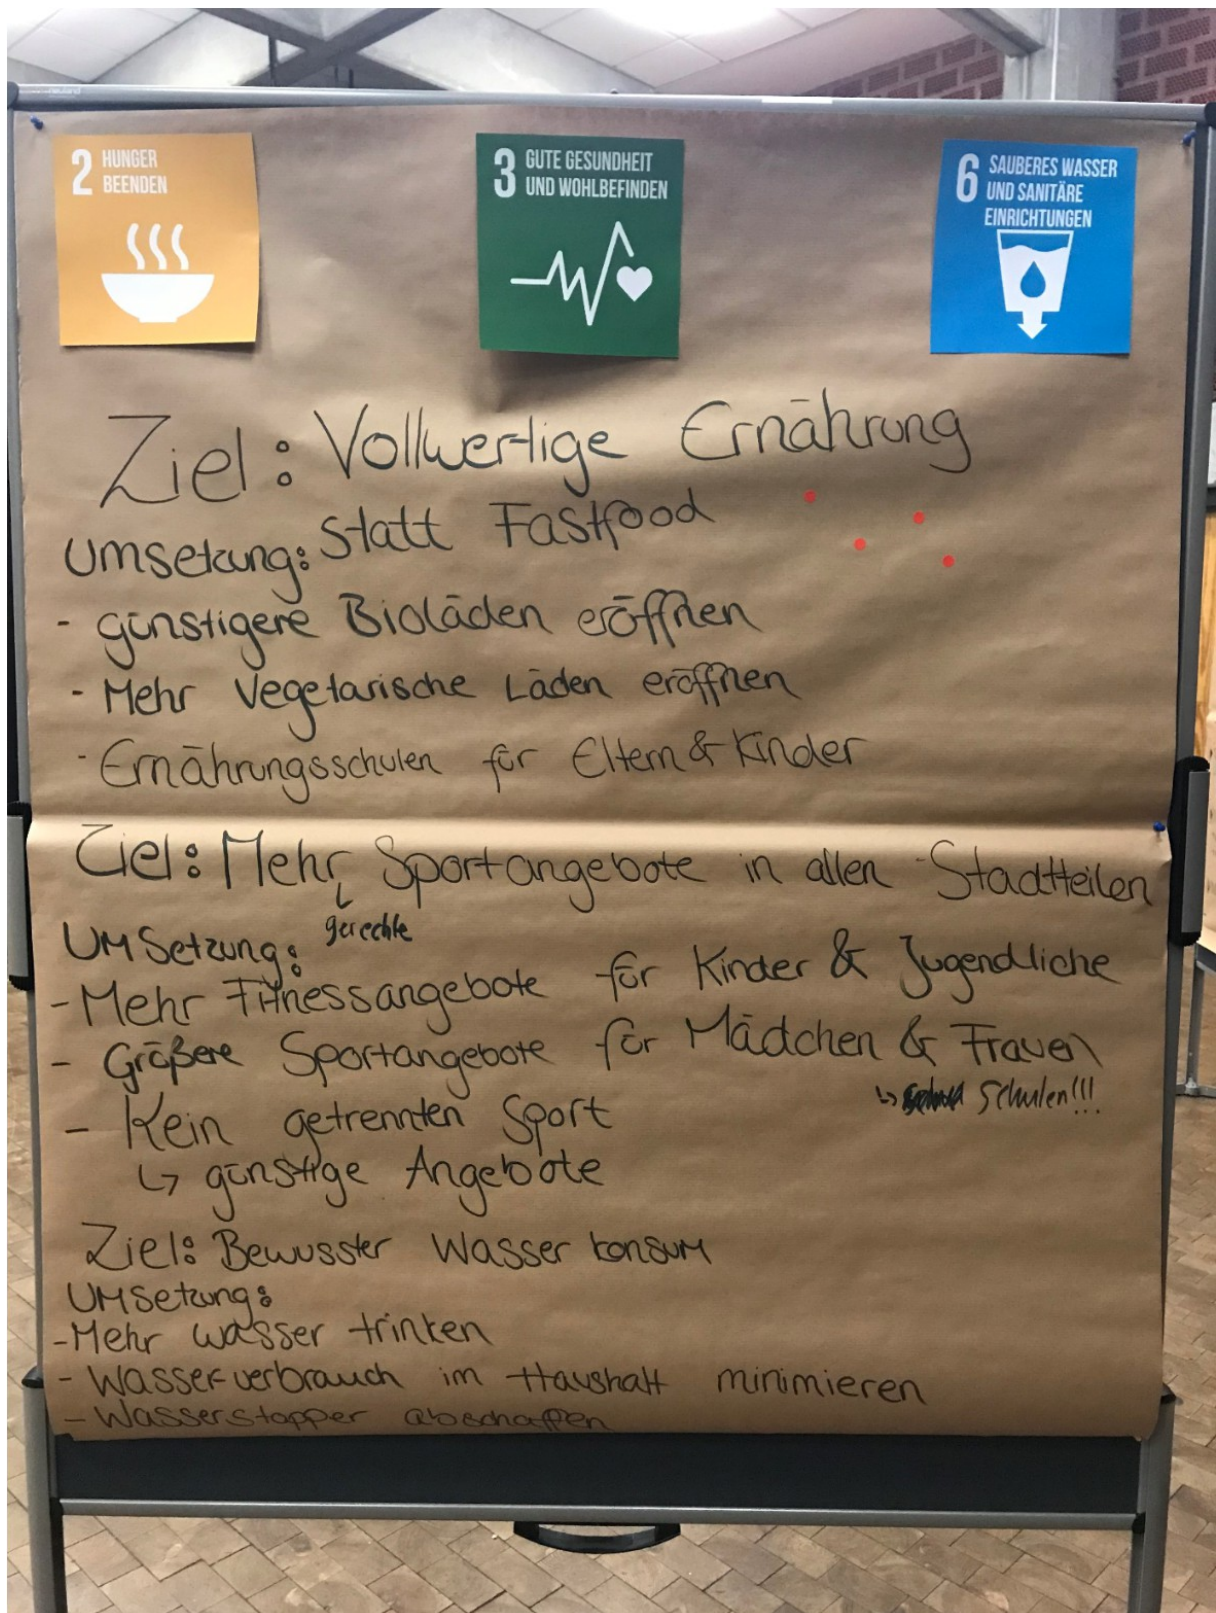 2 HUNGER
BEENDEN
3 GUTE GESUNDHEIT
UND WOHLBEFINDEN
6 SAUBERES WASSER
UND SANITÄRE
EINRICHTUNGEN
Ziel: Vollwertige Ernährung
statt Fastfood
Umsetzung:
- günstigere Bioläden eröffnen
- Mehr Vegetarische Läden eröffnen
- Ernährungsschulen für Eltern & Kinder
Ziel: Mehr Sportangebote in allen Stadtteilen
gerechte
Umsetzung:
- Mehr Fitnessangebote für Kinder & Jugendliche
- Größere Sportangebote für Mädchen & Frauen
↳ Schulen!!!
- Kein getrennten Sport
↳ günstige Angebote
Ziel: Bewusster Wasser konsum
Umsetzung:
- Mehr wasser trinken
- Wasserverbrauch im Haushalt minimieren
- Wasserstopper abschaffen